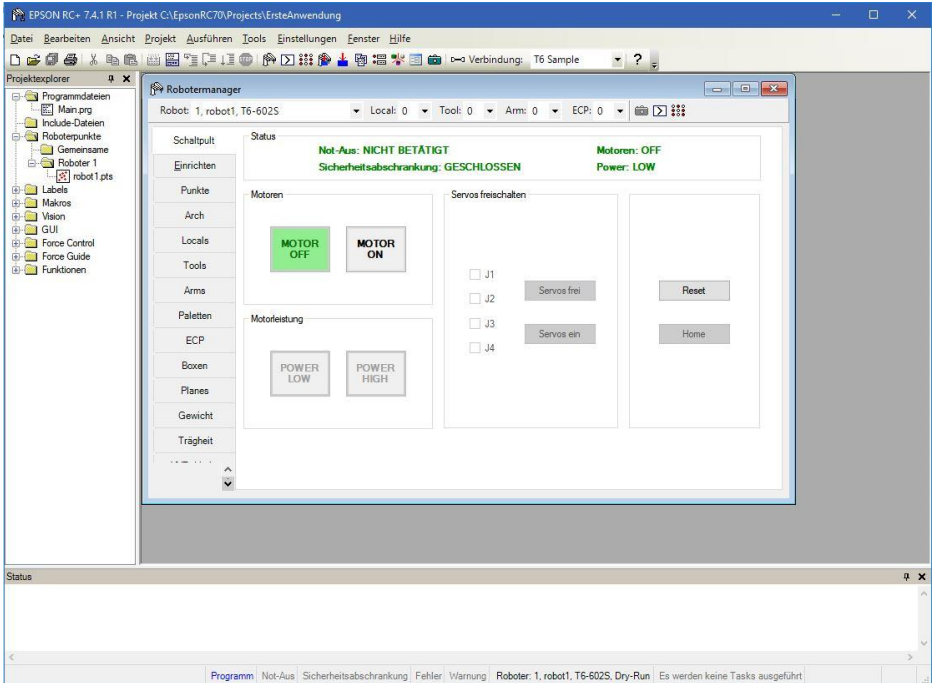 EPSON RC+ 7.4.1 R1 - Projekt C:\EpsonRC70\Projects\ErsteAnwendung
Datei Bearbeiten Ansicht Projekt Ausführen Tools Einstellungen Fenster Hilfe
Verbindung: T6 Sample ?
Projektexplorer
Programmdateien
Main.prg
Include-Dateien
Roboterpunkte
Gemeinsame
Roboter 1
robot1.pts
Labels
Makros
Vision
GUI
Force Control
Force Guide
Funktionen
Robotermanager
Robot: 1, robot1, T6-602S Local: 0 Tool: 0 Arm: 0 ECP: 0
Schaltpult
Einrichten
Punkte
Arch
Locals
Tools
Arms
Paletten
ECP
Boxen
Planes
Gewicht
Trägheit
Status
Not-Aus: NICHT BETÄTIGT Motoren: OFF
Sicherheitsabschrankung: GESCHLOSSEN Power: LOW
Motoren
MOTOR OFF
MOTOR ON
Motorleistung
POWER LOW
POWER HIGH
Servos freischalten
J1
J2
J3
J4
Servos frei
Servos ein
Reset
Home
Status
Programm Not-Aus Sicherheitsabschrankung Fehler Warnung Roboter: 1, robot1, T6-602S, Dry-Run Es werden keine Tasks ausgeführt